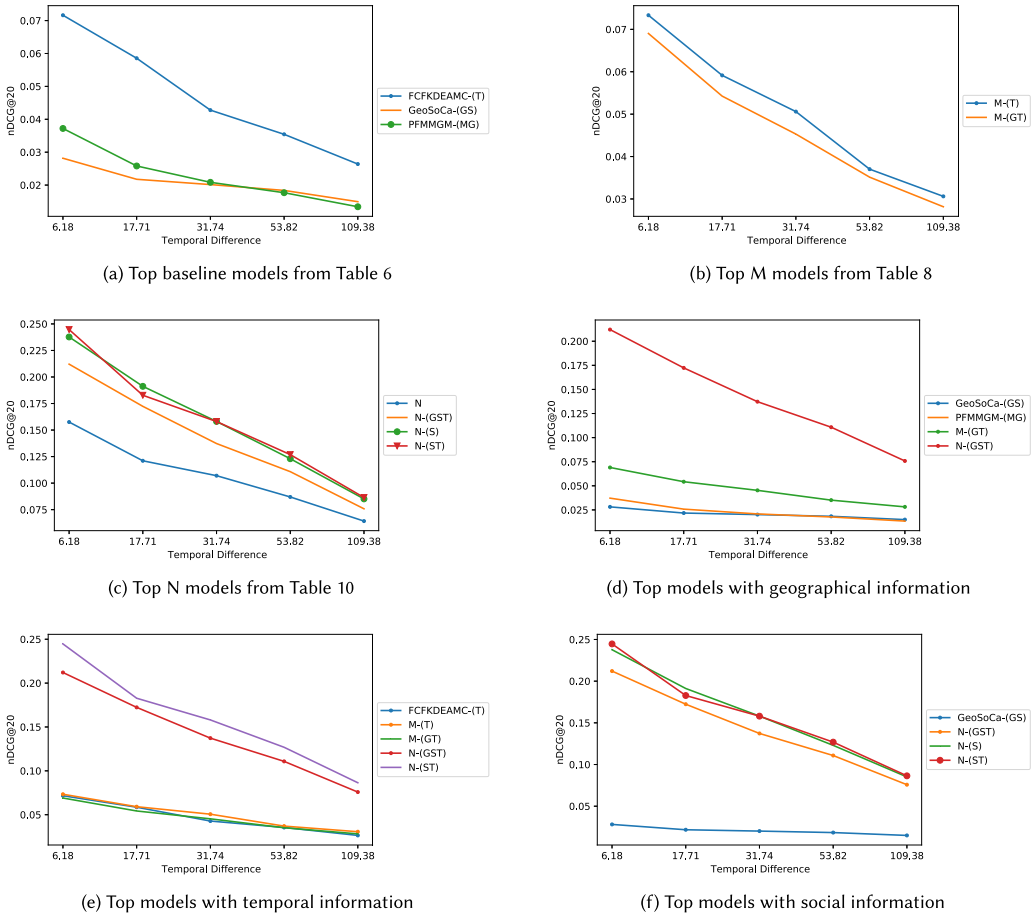 0.07
0.06
0.05
0.04
0.03
0.02
nDCG@20
6.18
17,71
31,74
53,82
109.38
Temporal Difference
FCFKDEAMC-(T)
GeoSoCa-(GS)
PFMMGM-(MG)
(a) Top baseline models from Table 6
0.07
0.06
0.05
0.04
0.03
nDCG@20
6.18
17,71
31,74
53,82
109.38
Temporal Difference
M-(T)
M-(GT)
(b) Top M models from Table 8
0.250
0.225
0.200
0.175
0.150
0.125
0.100
0.075
nDCG@20
6.18
17,71
31,74
53,82
109.38
Temporal Difference
N
N-(GST)
N-(S)
N-(ST)
(c) Top N models from Table 10
0.200
0.175
0.150
0.125
0.100
0.075
0.050
0.025
nDCG@20
6.18
17,71
31,74
53,82
109.38
Temporal Difference
GeoSoCa-(GS)
PFMMGM-(MG)
M-(GT)
N-(GST)
(d) Top models with geographical information
0.25
0.20
0.15
0.10
0.05
nDCG@20
6,18
17,71
31,74
53,82
109.38
Temporal Difference
FCFKDEAMC-(T)
M-(T)
M-(GT)
N-(GST)
N-(ST)
(e) Top models with temporal information
0.25
0.20
0.15
0.10
0.05
nDCG@20
6.18
17,71
31,74
53,82
109.38
Temporal Difference
GeoSoCa-(GS)
N-(GST)
N-(S)
N-(ST)
(f) Top models with social information